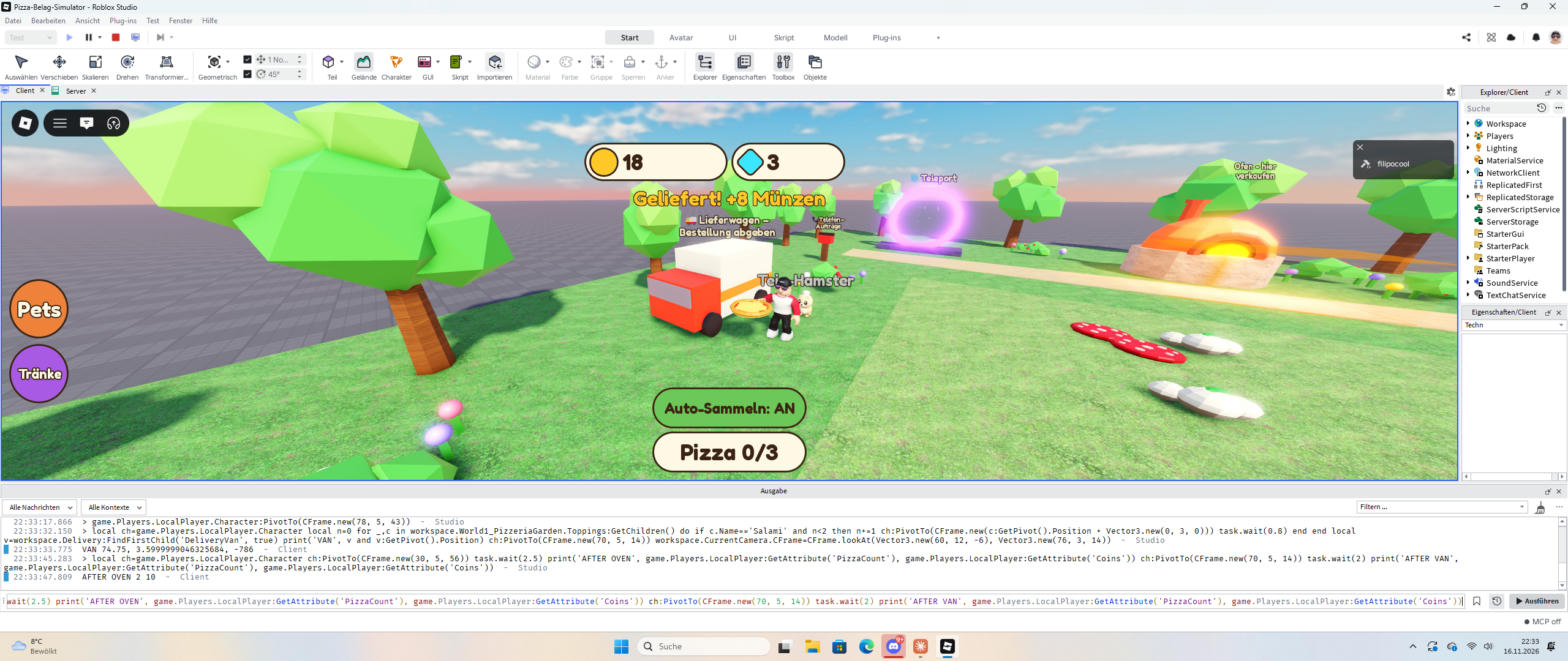 Pizza-Belag-Simulator - Roblox Studio
Datei Bearbeiten Ansicht Plug-ins Test Fenster Hilfe
Test
Start Avatar UI Skript Modell Plug-ins +
1 No...
45°
Auswählen Verschieben Skalieren Drehen Transformier... Geometrisch Teil Gelände Charakter GUI Skript Importieren Material Farbe Gruppe Sperren Anker Explorer Eigenschaften Toolbox Objekte
Client Server
Explorer/Client
Suche
Workspace
Players
Lighting
MaterialService
NetworkClient
ReplicatedFirst
ReplicatedStorage
ServerScriptService
ServerStorage
StarterGui
StarterPack
StarterPlayer
Teams
SoundService
TextChatService
Eigenschaften/Client
Techn
18
3
Geliefert! +8 Münzen
Lieferwagen -
Bestellung abgeben
Telefon-
Aufträge
Teleport
Ofen - hier
verkaufen
filipocool
Teig-Hamster
Pets
Tränke
Auto-Sammeln: AN
Pizza 0/3
Ausgabe
Alle Nachrichten Alle Kontexte Filtern ...
22:33:17.866 > game.Players.LocalPlayer.Character:PivotTo(CFrame.new(78, 5, 43)) - Studio
22:33:32.150 > local ch=game.Players.LocalPlayer.Character local n=0 for _,c in workspace.World1_PizzeriaGarden.Toppings:GetChildren() do if c.Name=='Salami' and n<2 then n+=1 ch:PivotTo(CFrame.new(c:GetPivot().Position + Vector3.new(0, 3, 0))) task.wait(0.8) end end local
v=workspace.Delivery:FindFirstChild('DeliveryVan', true) print('VAN', v and v:GetPivot().Position) ch:PivotTo(CFrame.new(70, 5, 14)) workspace.CurrentCamera.CFrame=CFrame.lookAt(Vector3.new(60, 12, -6), Vector3.new(76, 3, 14)) - Studio
22:33:33.775 VAN 74.75, 3.5999999046325684, -786 - Client
22:33:45.283 > local ch=game.Players.LocalPlayer.Character ch:PivotTo(CFrame.new(30, 5, 56)) task.wait(2.5) print('AFTER OVEN', game.Players.LocalPlayer:GetAttribute('PizzaCount'), game.Players.LocalPlayer:GetAttribute('Coins')) ch:PivotTo(CFrame.new(70, 5, 14)) task.wait(2) print('AFTER VAN',
game.Players.LocalPlayer:GetAttribute('PizzaCount'), game.Players.LocalPlayer:GetAttribute('Coins')) - Studio
22:33:47.809 AFTER OVEN 2 10 - Client
wait(2.5) print('AFTER OVEN', game.Players.LocalPlayer:GetAttribute('PizzaCount'), game.Players.LocalPlayer:GetAttribute('Coins')) ch:PivotTo(CFrame.new(70, 5, 14)) task.wait(2) print('AFTER VAN', game.Players.LocalPlayer:GetAttribute('PizzaCount'), game.Players.LocalPlayer:GetAttribute('Coins'))
Ausführen
MCP off
8°C
Bewölkt
Suche
9+
22:33
16.11.2026